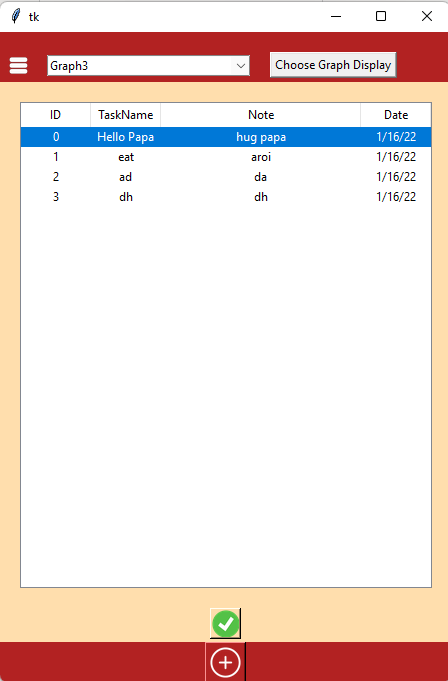 tk
Graph3 Choose Graph Display
ID TaskName Note Date
0 Hello Papa hug papa 1/16/22
1 eat aroi 1/16/22
2 ad da 1/16/22
3 dh dh 1/16/22